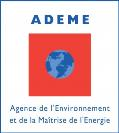 ADEME
Agence de l'Environnement
et de la Maîtrise de l'Energie